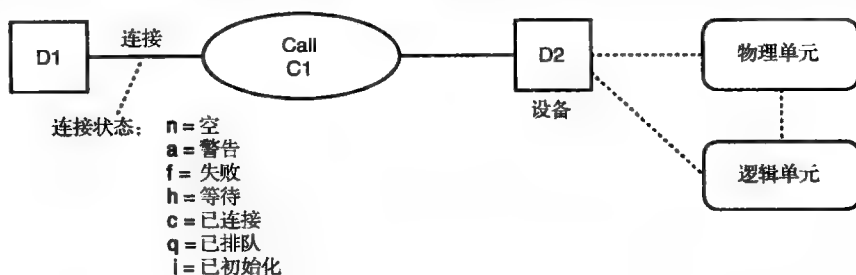 连接
D1
Call
C1
D2
设备
物理单元
逻辑单元
连接状态：
n = 空
a = 警告
f = 失败
h = 等待
c = 已连接
q = 已排队
i = 已初始化